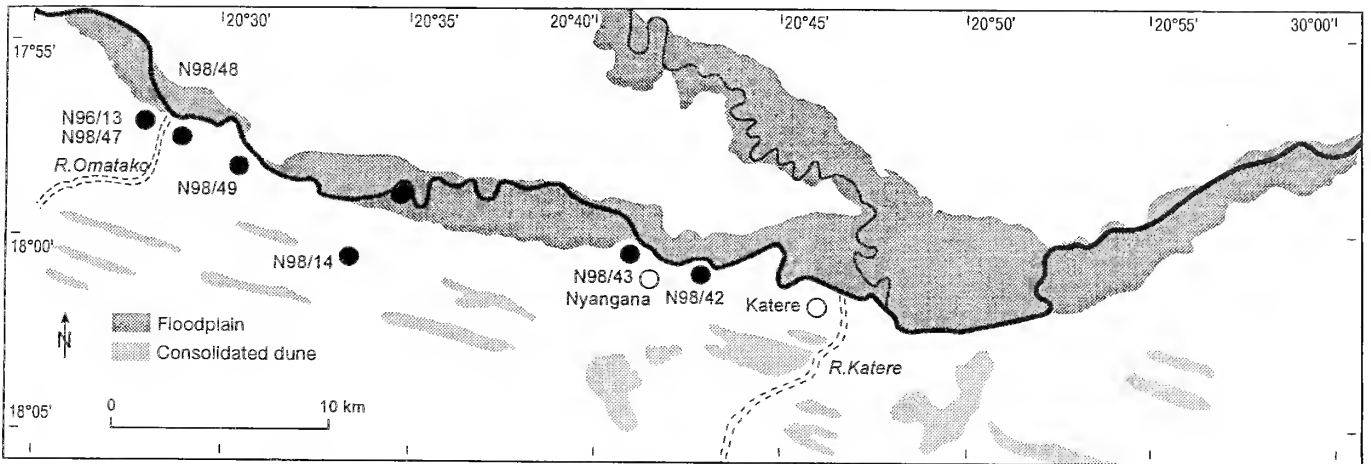 20°30' 20°35' 20°40' 20°45' 20°50' 20°55' 30°00'
17°55'
N98/48
N96/13
N98/47
R.Omatako
N98/49
18°00'
N98/14
N98/43
Nyangana
N98/42
Katere
N
Floodplain
Consolidated dune
R.Katere
18°05'
0 10 km